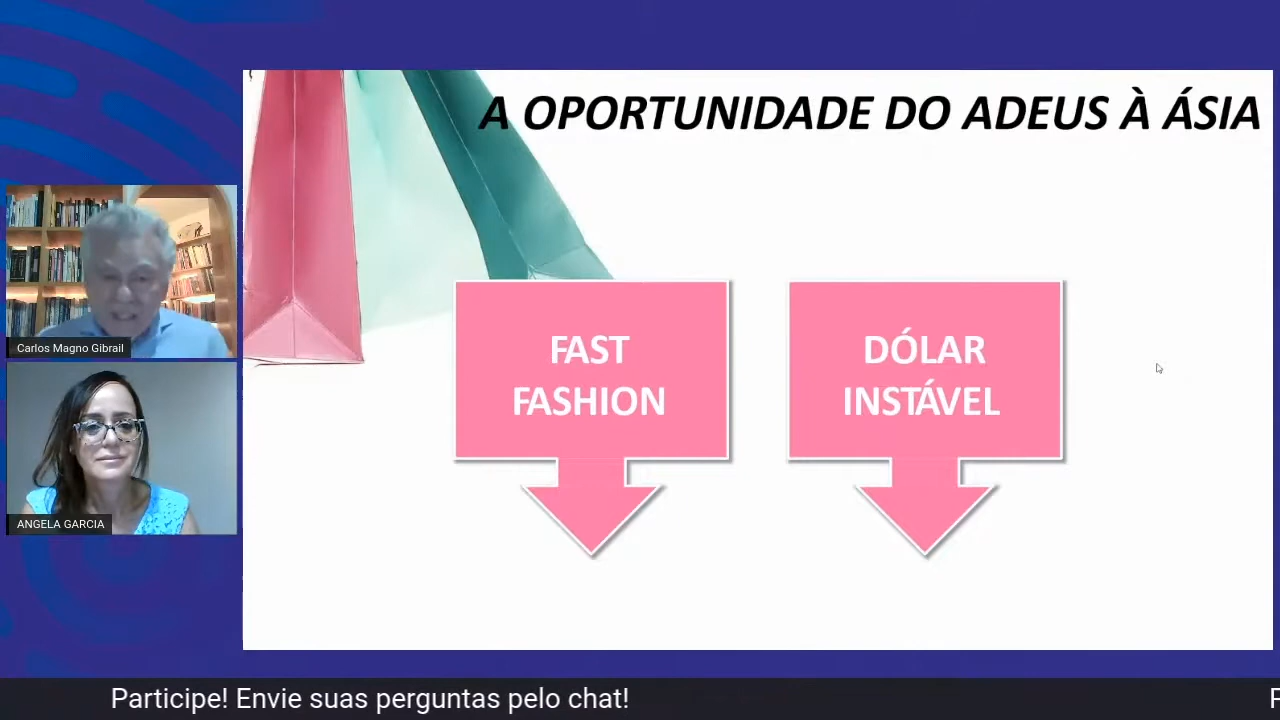 A OPORTUNIDADE DO ADEUS À ÁSIA
FAST
FASHION
DÓLAR
INSTÁVEL
Carlos Magno Gibrail
ANGELA GARCIA
Participe! Envie suas perguntas pelo chat!
P